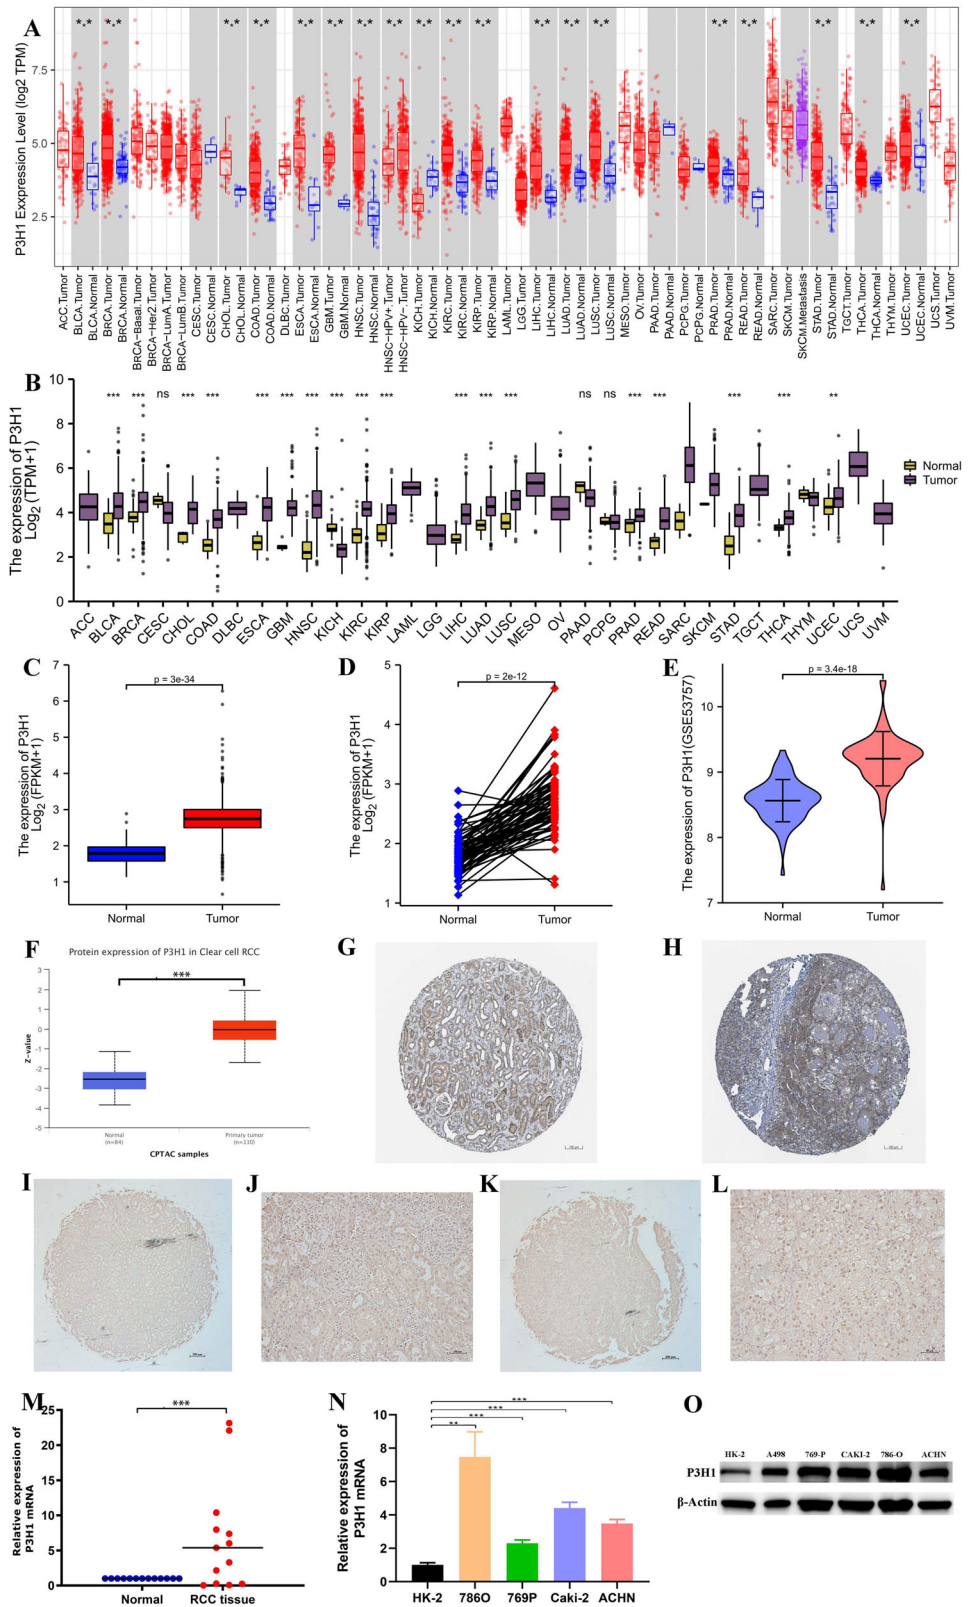 A
P3H1 Expression Level (log2 TPM)
7.5
5.0
2.5
ACC.Tumor
BLCA.Tumor
BLCA.Normal
BRCA.Tumor
BRCA.Normal
BRCA-Basal.Tumor
BRCA-Her2.Tumor
BRCA-LumA.Tumor
BRCA-LumB.Tumor
CESC.Tumor
CESC.Normal
CHOL.Tumor
CHOL.Normal
COAD.Tumor
COAD.Normal
DLBC.Tumor
ESCA.Tumor
ESCA.Normal
GBM.Tumor
GBM.Normal
HNSC.Tumor
HNSC.Normal
HNSC-HPV+.Tumor
HNSC-HPV-.Tumor
KICH.Tumor
KICH.Normal
KIRC.Tumor
KIRC.Normal
KIRP.Tumor
KIRP.Normal
LAML.Tumor
LGG.Tumor
LIHC.Tumor
LIHC.Normal
LUAD.Tumor
LUAD.Normal
LUSC.Tumor
LUSC.Normal
MESO.Tumor
OV.Tumor
PAAD.Tumor
PAAD.Normal
PCPG.Tumor
PCPG.Normal
PRAD.Tumor
PRAD.Normal
READ.Tumor
READ.Normal
SARC.Tumor
SKCM.Tumor
SKCM.Metastasis
STAD.Tumor
STAD.Normal
TGCT.Tumor
THCA.Tumor
THCA.Normal
THYM.Tumor
UCEC.Tumor
UCEC.Normal
UCS.Tumor
UVM.Tumor
B
The expression of P3H1
Log2 (TPM+1)
10
8
6
4
2
0
*** *** ns *** *** *** *** *** *** *** *** *** *** *** ns ns *** *** *** *** **
Normal
Tumor
ACC
BLCA
BRCA
CESC
CHOL
COAD
DLBC
ESCA
GBM
HNSC
KICH
KIRC
KIRP
LAML
LGG
LIHC
LUAD
LUSC
MESO
OV
PAAD
PCPG
PRAD
READ
SARC
SKCM
STAD
TGCT
THCA
THYM
UCEC
UCS
UVM
C
The expression of P3H1
Log2 (FPKM+1)
7
6
5
4
3
2
1
p = 3e-34
Normal Tumor
D
The expression of P3H1
Log2 (FPKM+1)
5
4
3
2
1
p = 2e-12
Normal Tumor
E
The expression of P3H1(GSE53757)
10
9
8
7
p = 3.4e-18
Normal Tumor
F
Protein expression of P3H1 in Clear cell RCC
Z-value
3
2
1
0
-1
-2
-3
-4
-5
***
Normal
(n=84)
Primary tumor
(n=110)
CPTAC samples
G
H
I
J
K
L
M
Relative expression of
P3H1 mRNA
25
20
15
10
5
0
***
Normal RCC tissue
N
Relative expression of
P3H1 mRNA
10
8
6
4
2
0
***
***
***
**
HK-2 786O 769P Caki-2 ACHN
O
HK-2 A498 769-P CAKI-2 786-O ACHN
P3H1
β-Actin